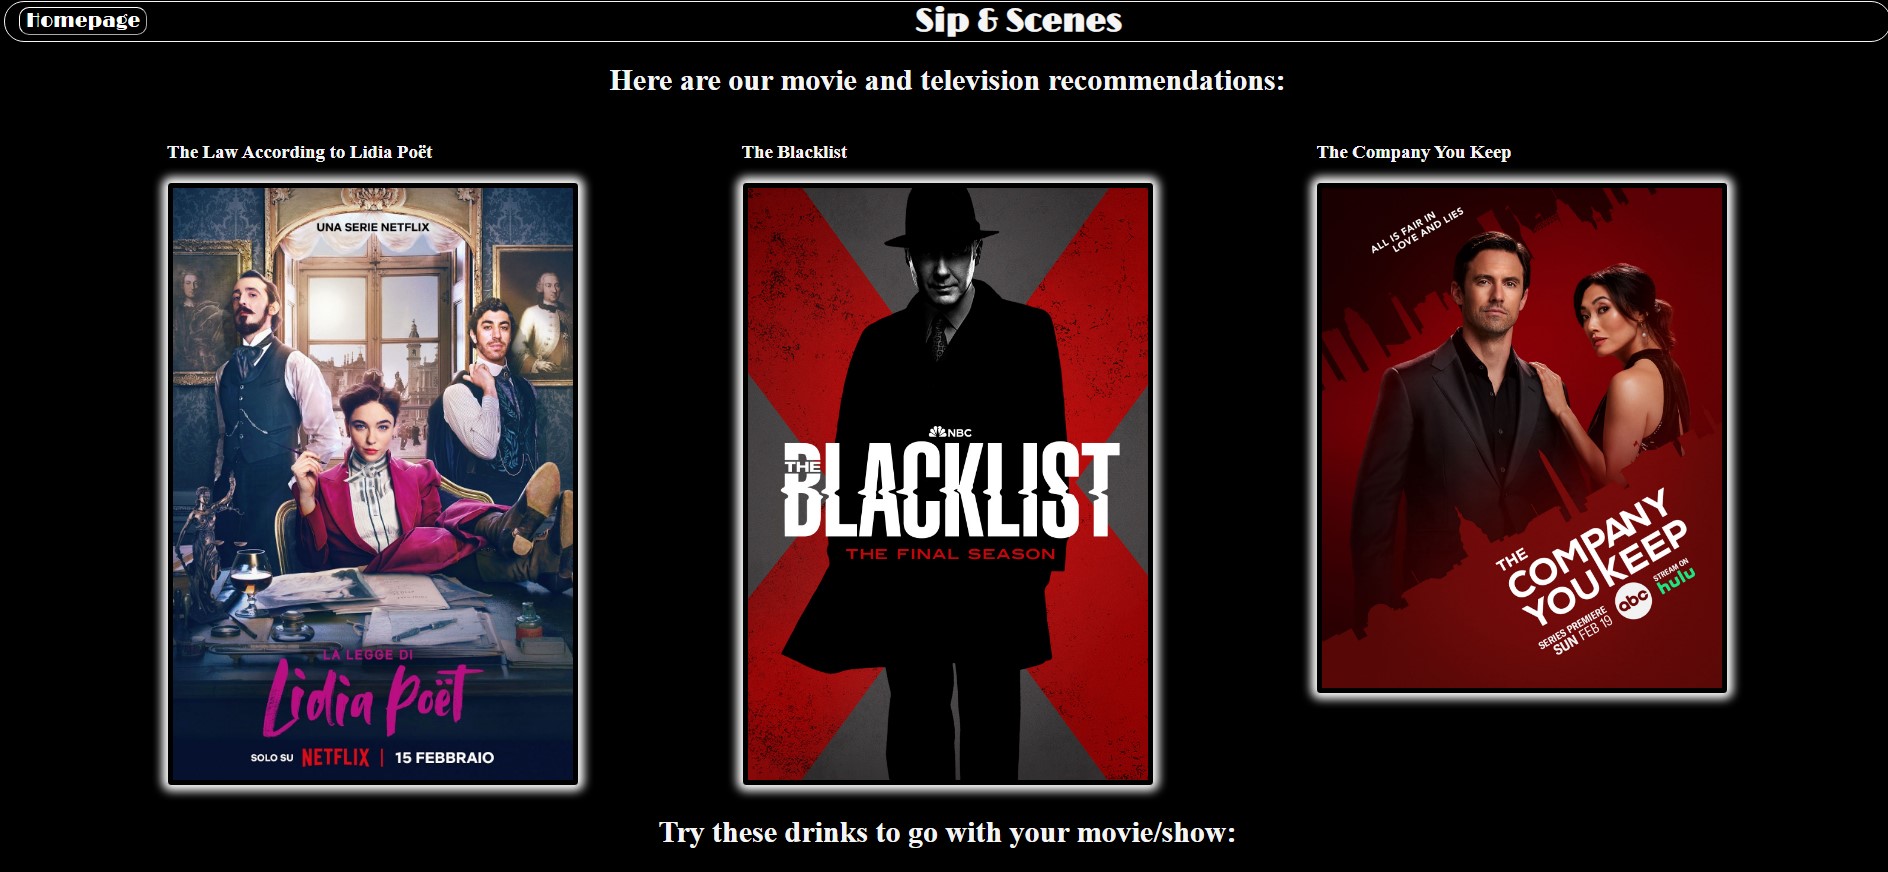 Homepage
Sip & Scenes
Here are our movie and television recommendations:
The Law According to Lidia Poët
The Blacklist
The Company You Keep
UNA SERIE NETFLIX
LA LEGGE DI
Lidia Poët
SOLO SU NETFLIX | 15 FEBBRAIO
NBC
THE
BLACKLIST
THE FINAL SEASON
ALL IS FAIR IN
LOVE AND LIES
THE
COMPANY
YOU KEEP
SERIES PREMIERE
SUN FEB 19
abc
STREAM ON
hulu
Try these drinks to go with your movie/show: